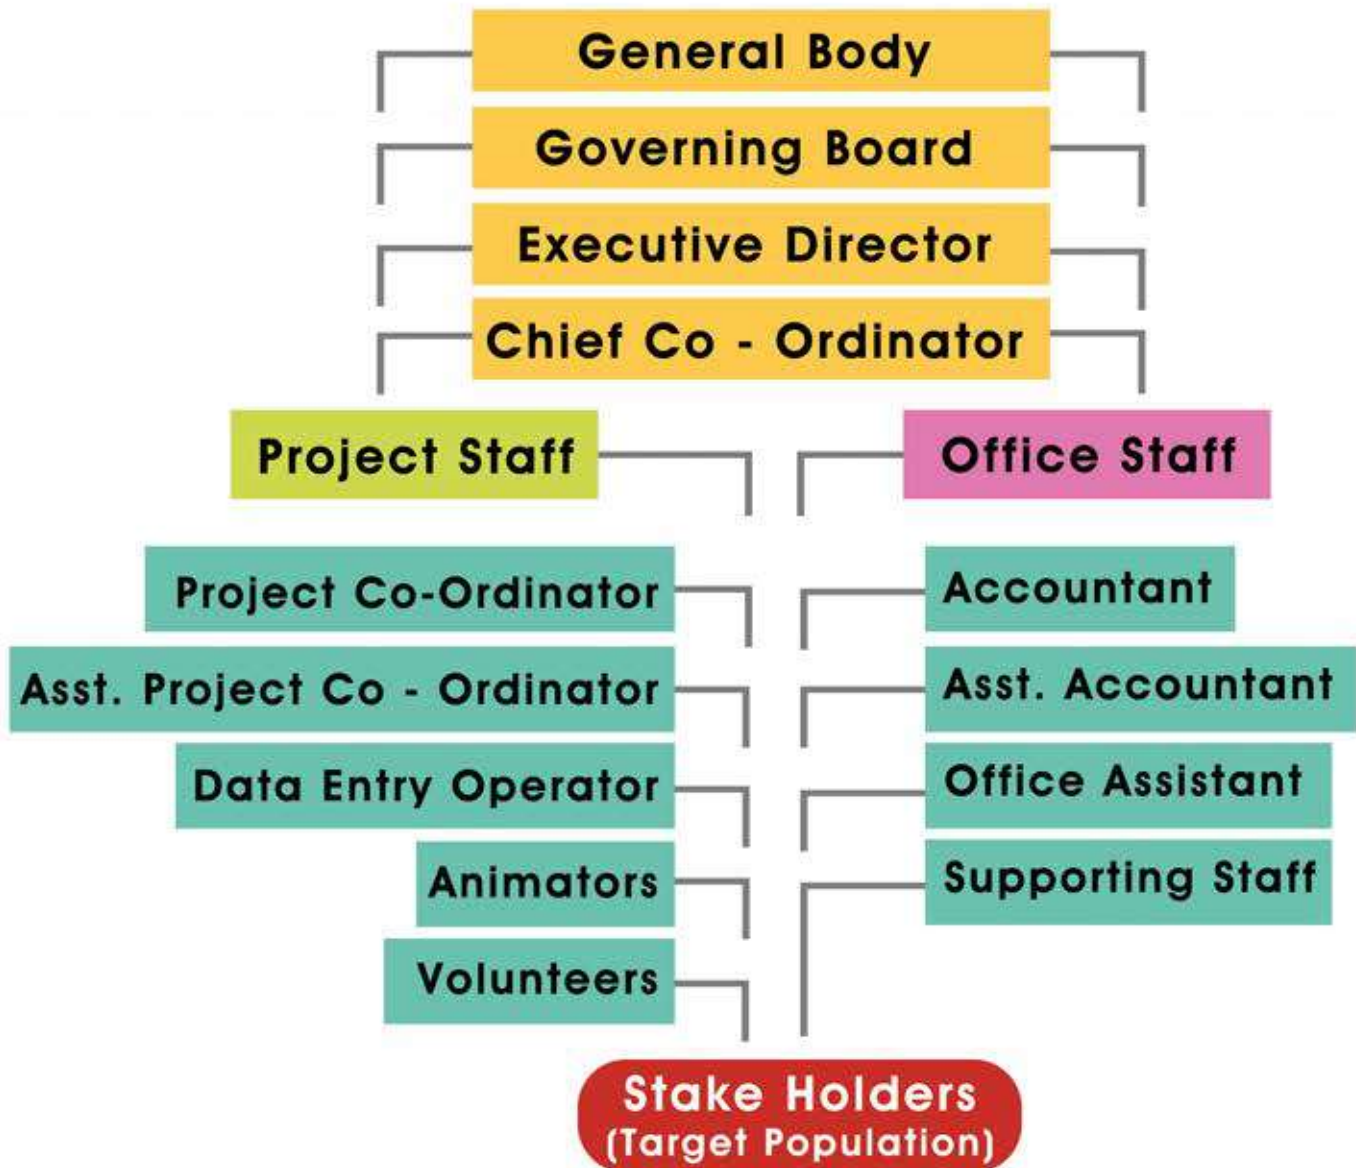 General Body
Governing Board
Executive Director
Chief Co - Ordinator
Project Staff
Office Staff
Project Co-Ordinator
Asst. Project Co - Ordinator
Data Entry Operator
Animators
Volunteers
Accountant
Asst. Accountant
Office Assistant
Supporting Staff
Stake Holders
(Target Population)